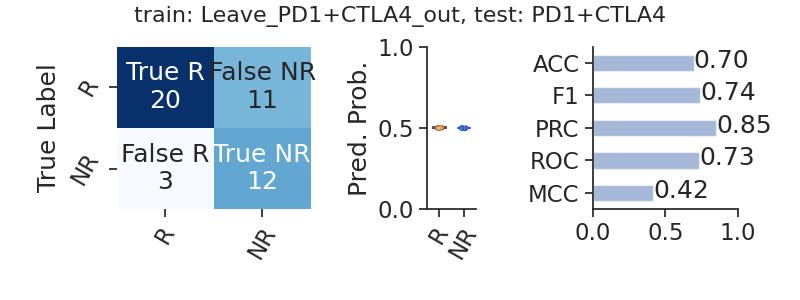 train: Leave_PD1+CTLA4_out, test: PD1+CTLA4
True Label
R
NR
True R
20
False NR
11
False R
3
True NR
12
R
NR
Pred. Prob.
1.0
0.5
0.0
R
NR
ACC
0.70
F1
0.74
PRC
0.85
ROC
0.73
MCC
0.42
0.0
0.5
1.0